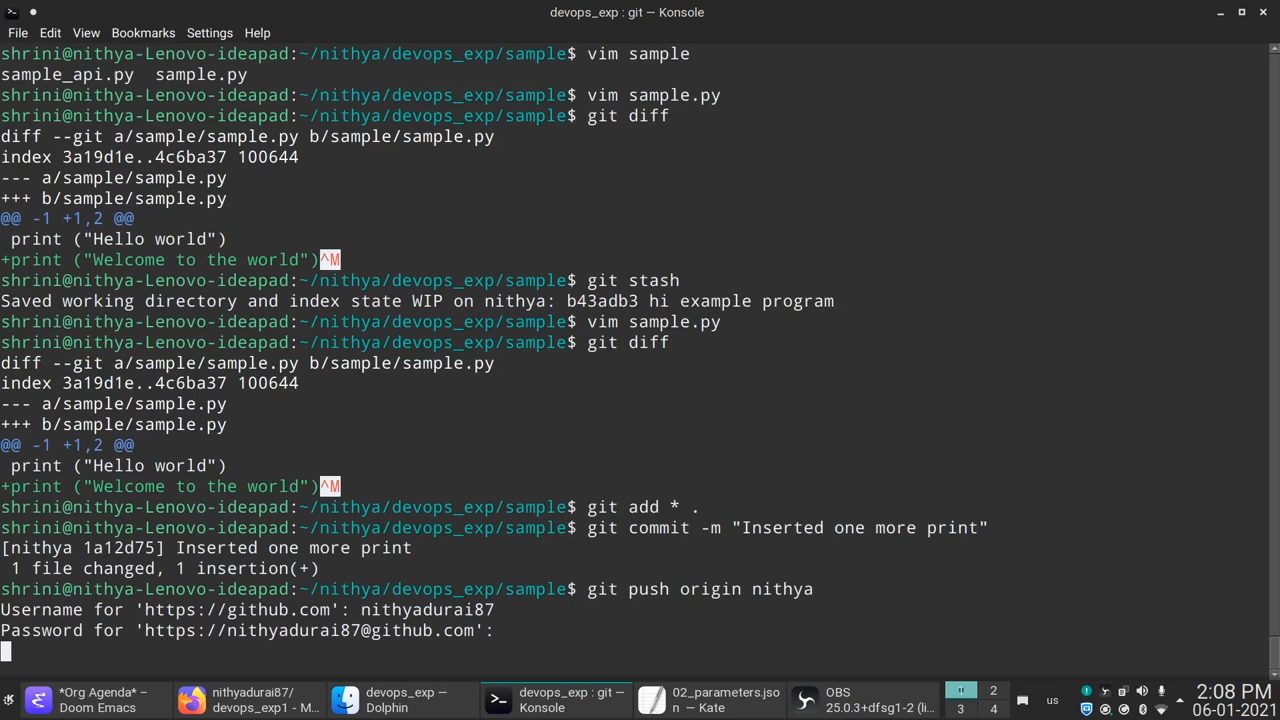 devops_exp : git — Konsole
File Edit View Bookmarks Settings Help
shrini@nithya-Lenovo-ideapad:~/nithya/devops_exp/sample$ vim sample
sample_api.py  sample.py
shrini@nithya-Lenovo-ideapad:~/nithya/devops_exp/sample$ vim sample.py
shrini@nithya-Lenovo-ideapad:~/nithya/devops_exp/sample$ git diff
diff --git a/sample/sample.py b/sample/sample.py
index 3a19d1e..4c6ba37 100644
--- a/sample/sample.py
+++ b/sample/sample.py
@@ -1 +1,2 @@
 print ("Hello world")
+print ("Welcome to the world")^M
shrini@nithya-Lenovo-ideapad:~/nithya/devops_exp/sample$ git stash
Saved working directory and index state WIP on nithya: b43adb3 hi example program
shrini@nithya-Lenovo-ideapad:~/nithya/devops_exp/sample$ vim sample.py
shrini@nithya-Lenovo-ideapad:~/nithya/devops_exp/sample$ git diff
diff --git a/sample/sample.py b/sample/sample.py
index 3a19d1e..4c6ba37 100644
--- a/sample/sample.py
+++ b/sample/sample.py
@@ -1 +1,2 @@
 print ("Hello world")
+print ("Welcome to the world")^M
shrini@nithya-Lenovo-ideapad:~/nithya/devops_exp/sample$ git add * .
shrini@nithya-Lenovo-ideapad:~/nithya/devops_exp/sample$ git commit -m "Inserted one more print"
[nithya 1a12d75] Inserted one more print
 1 file changed, 1 insertion(+)
shrini@nithya-Lenovo-ideapad:~/nithya/devops_exp/sample$ git push origin nithya
Username for 'https://github.com': nithyadurai87
Password for 'https://nithyadurai87@github.com':
*Org Agenda* –
Doom Emacs
nithyadurai87/
devops_exp1 - M...
devops_exp —
Dolphin
devops_exp : git —
Konsole
02_parameters.jso
n — Kate
OBS
25.0.3+dfsg1-2 (li...
2
3 4
us
2:08 PM
06-01-2021